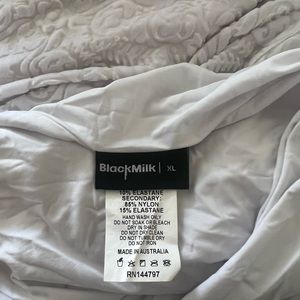 BlackMilk | XL
10% ELASTANE
SECONDARY:
85% NYLON
15% ELASTANE
HAND WASH ONLY
DO NOT SOAK OR BLEACH
DRY IN SHADE
DO NOT DRY CLEAN
DO NOT TUMBLE DRY
DO NOT IRON
MADE IN AUSTRALIA
RN144797